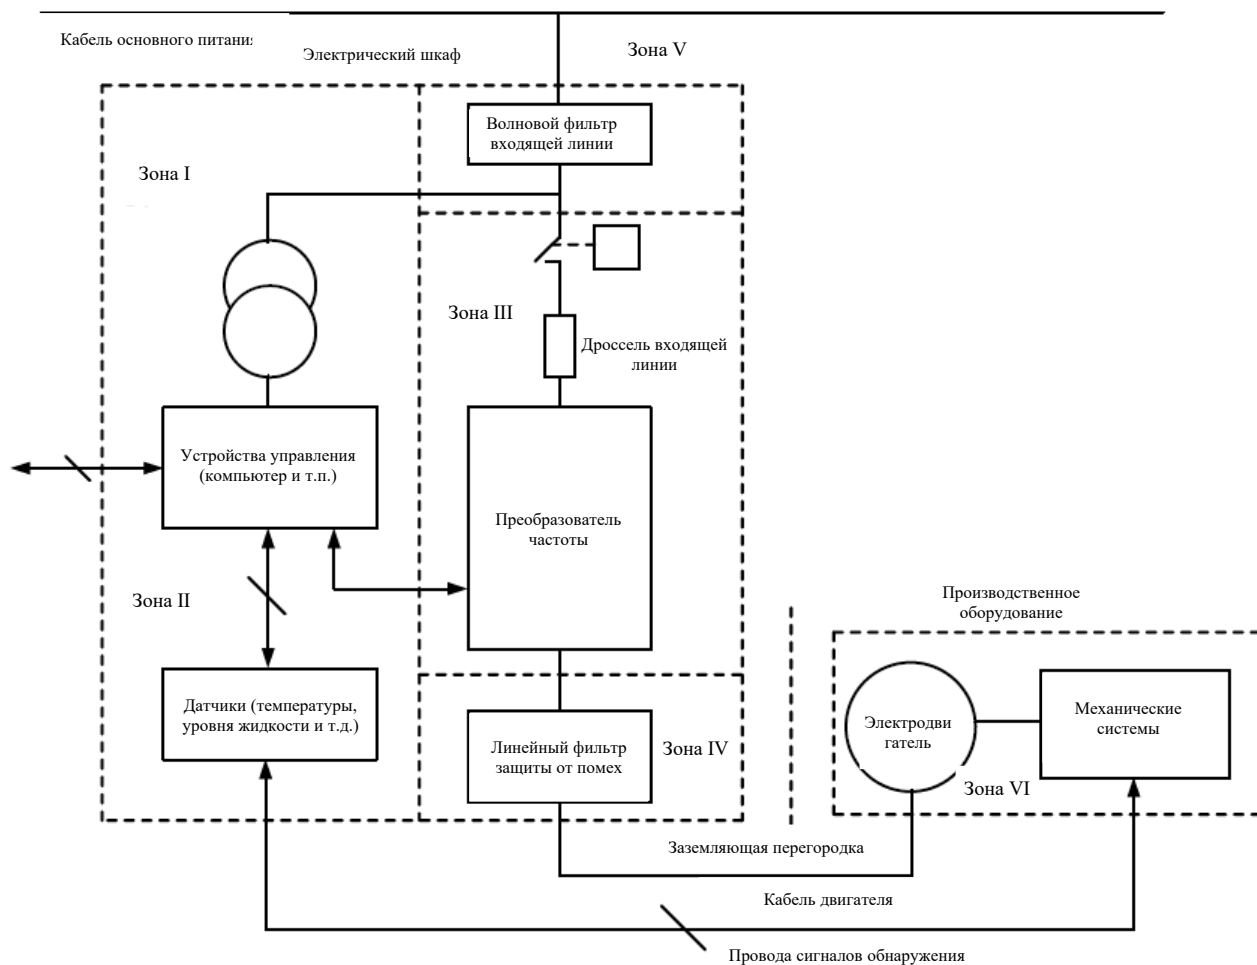 Кабель основного питания
Электрический шкаф
Зона V
Волновой фильтр
входящей линии
Зона I
Зона III
Дроссель входящей
линии
Устройства управления
(компьютер и т.п.)
Преобразователь
частоты
Зона II
Производственное
оборудование
Датчики (температуры,
уровня жидкости и т.д.)
Линейный фильтр
защиты от помех
Зона IV
Электродви
гатель
Механические
системы
Зона VI
Заземляющая перегородка
Кабель двигателя
Провода сигналов обнаружения